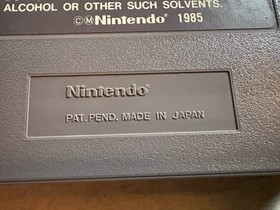 ALCOHOL OR OTHER SUCH SOLVENTS.
©Ⓜ Nintendo® 1985
Nintendo®
PAT.PEND. MADE IN JAPAN